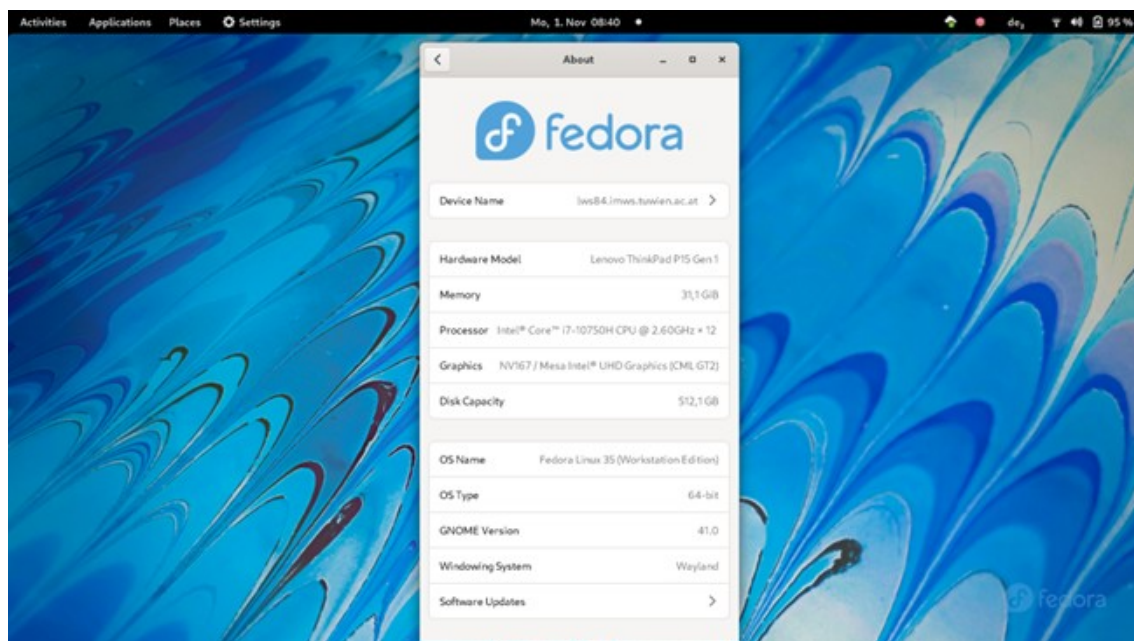 Activities Applications Places Settings Mo, 1. Nov 08:40 de₂ 95 %
About
fedora
Device Name lws84.imws.tuwien.ac.at
Hardware Model Lenovo ThinkPad P15 Gen 1
Memory 31,1 GiB
Processor Intel® Core™ i7-10750H CPU @ 2.60GHz × 12
Graphics NV167 / Mesa Intel® UHD Graphics (CML GT2)
Disk Capacity 512,1 GB
OS Name Fedora Linux 35 (Workstation Edition)
OS Type 64-bit
GNOME Version 41.0
Windowing System Wayland
Software Updates
fedora